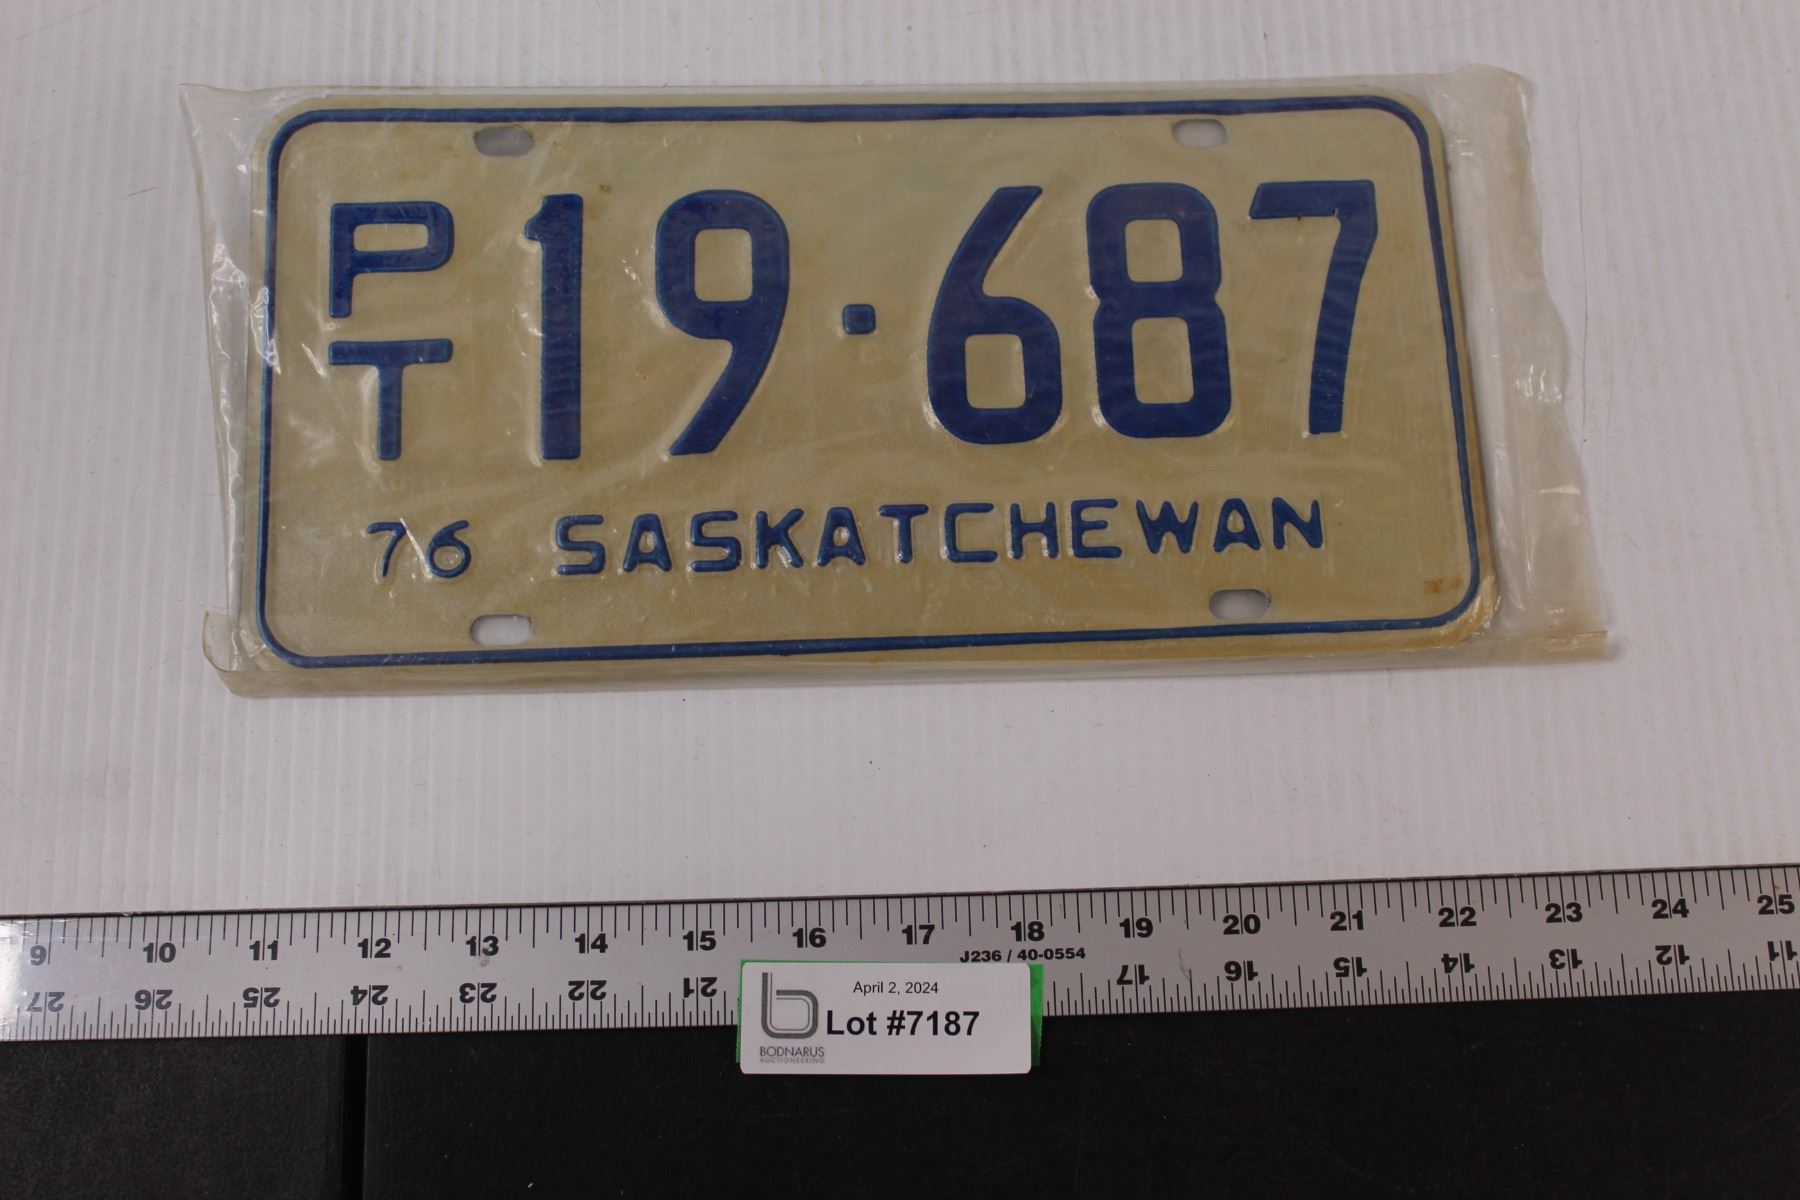 PT 19·687
76 SASKATCHEWAN
9 10 11 12 13 14 15 16 17 18 19 20 21 22 23 24 25
J236 / 40-0554
27 26 25 24 23 22 21 17 16 15 14 13 12 11
April 2, 2024
Lot #7187
BODNARUS
AUCTIONEERING